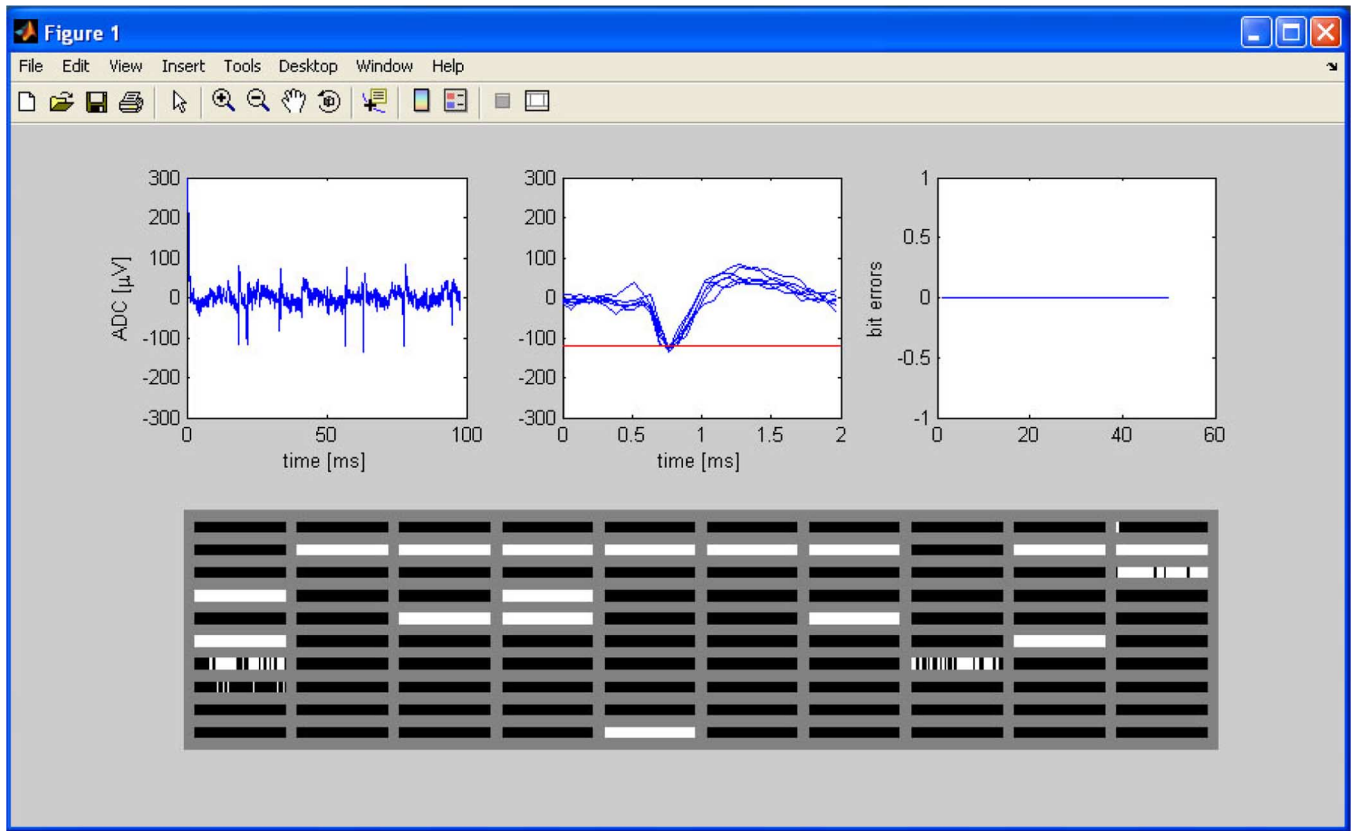 Figure 1
File Edit View Insert Tools Desktop Window Help
300
200
100
0
-100
-200
-300
ADC [µV]
0 50 100
time [ms]
300
200
100
0
-100
-200
-300
0 0.5 1 1.5 2
time [ms]
1
0.5
0
-0.5
-1
bit errors
0 20 40 60